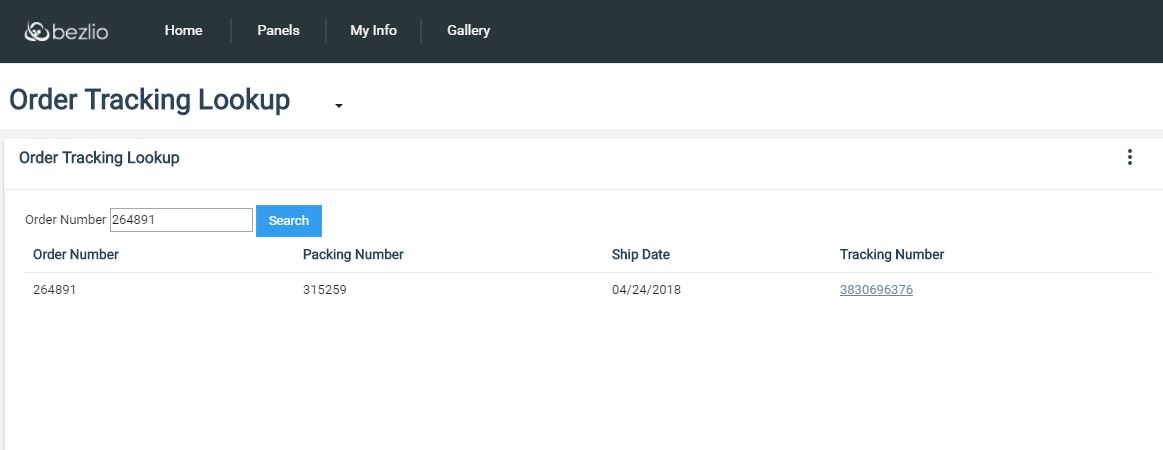 bezlio Home Panels My Info Gallery
Order Tracking Lookup
Order Tracking Lookup
Order Number 264891 Search
Order Number Packing Number Ship Date Tracking Number
264891 315259 04/24/2018 3830696376